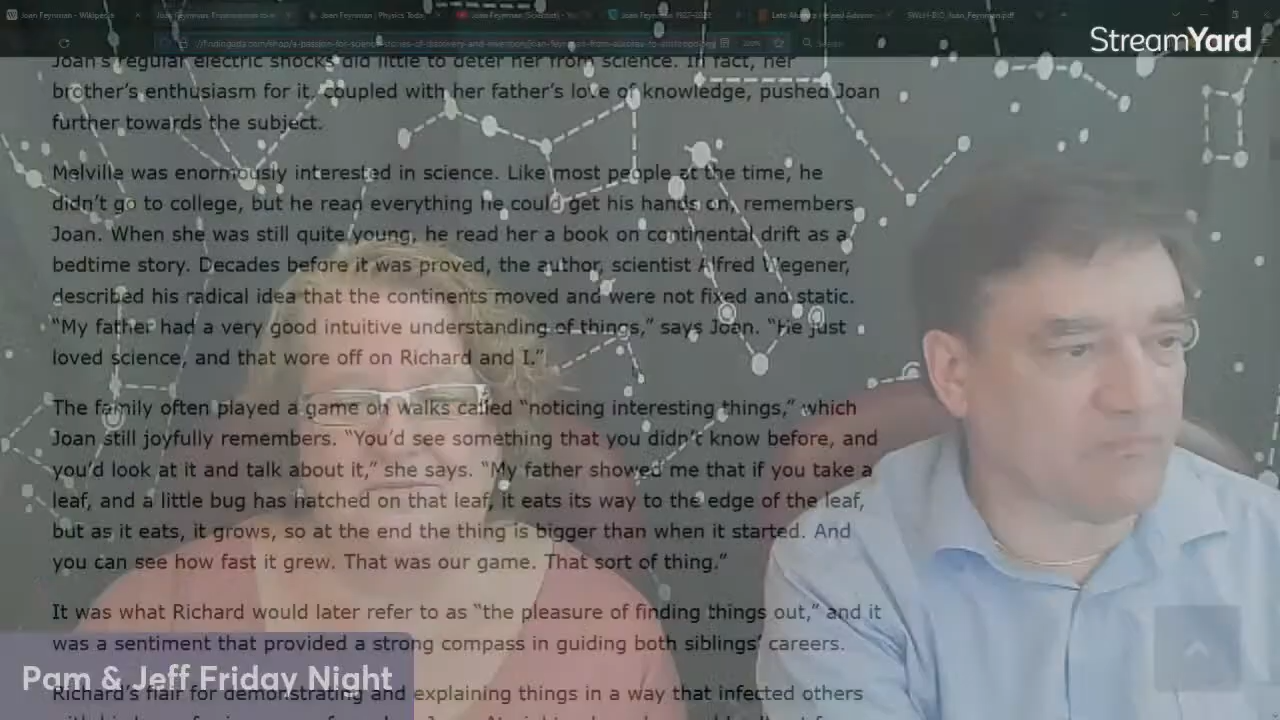 Joan Feynman - Wikipedia
Joan Feynman | Physics Today
StreamYard
Joan's regular electric shocks did little to deter her from science. In fact, her
brother's enthusiasm for it, coupled with her father's love of knowledge, pushed Joan
further towards the subject.
Melville was enormously interested in science. Like most people at the time, he
didn't go to college, but he read everything he could get his hands on, remembers
Joan. When she was still quite young, he read her a book on continental drift as a
bedtime story. Decades before it was proved, the author, scientist Alfred Wegener,
described his radical idea that the continents moved and were not fixed and static.
“My father had a very good intuitive understanding of things,” says Joan. “He just
loved science, and that wore off on Richard and I.”
The family often played a game on walks called “noticing interesting things,” which
Joan still joyfully remembers. “You'd see something that you didn't know before, and
you'd look at it and talk about it,” she says. “My father showed me that if you take a
leaf, and a little bug has hatched on that leaf, it eats its way to the edge of the leaf,
but as it eats, it grows, so at the end the thing is bigger than when it started. And
you can see how fast it grew. That was our game. That sort of thing.”
It was what Richard would later refer to as “the pleasure of finding things out,” and it
was a sentiment that provided a strong compass in guiding both siblings' careers.
Pam & Jeff Friday Night
Richard's flair for demonstrating and explaining things in a way that infected others